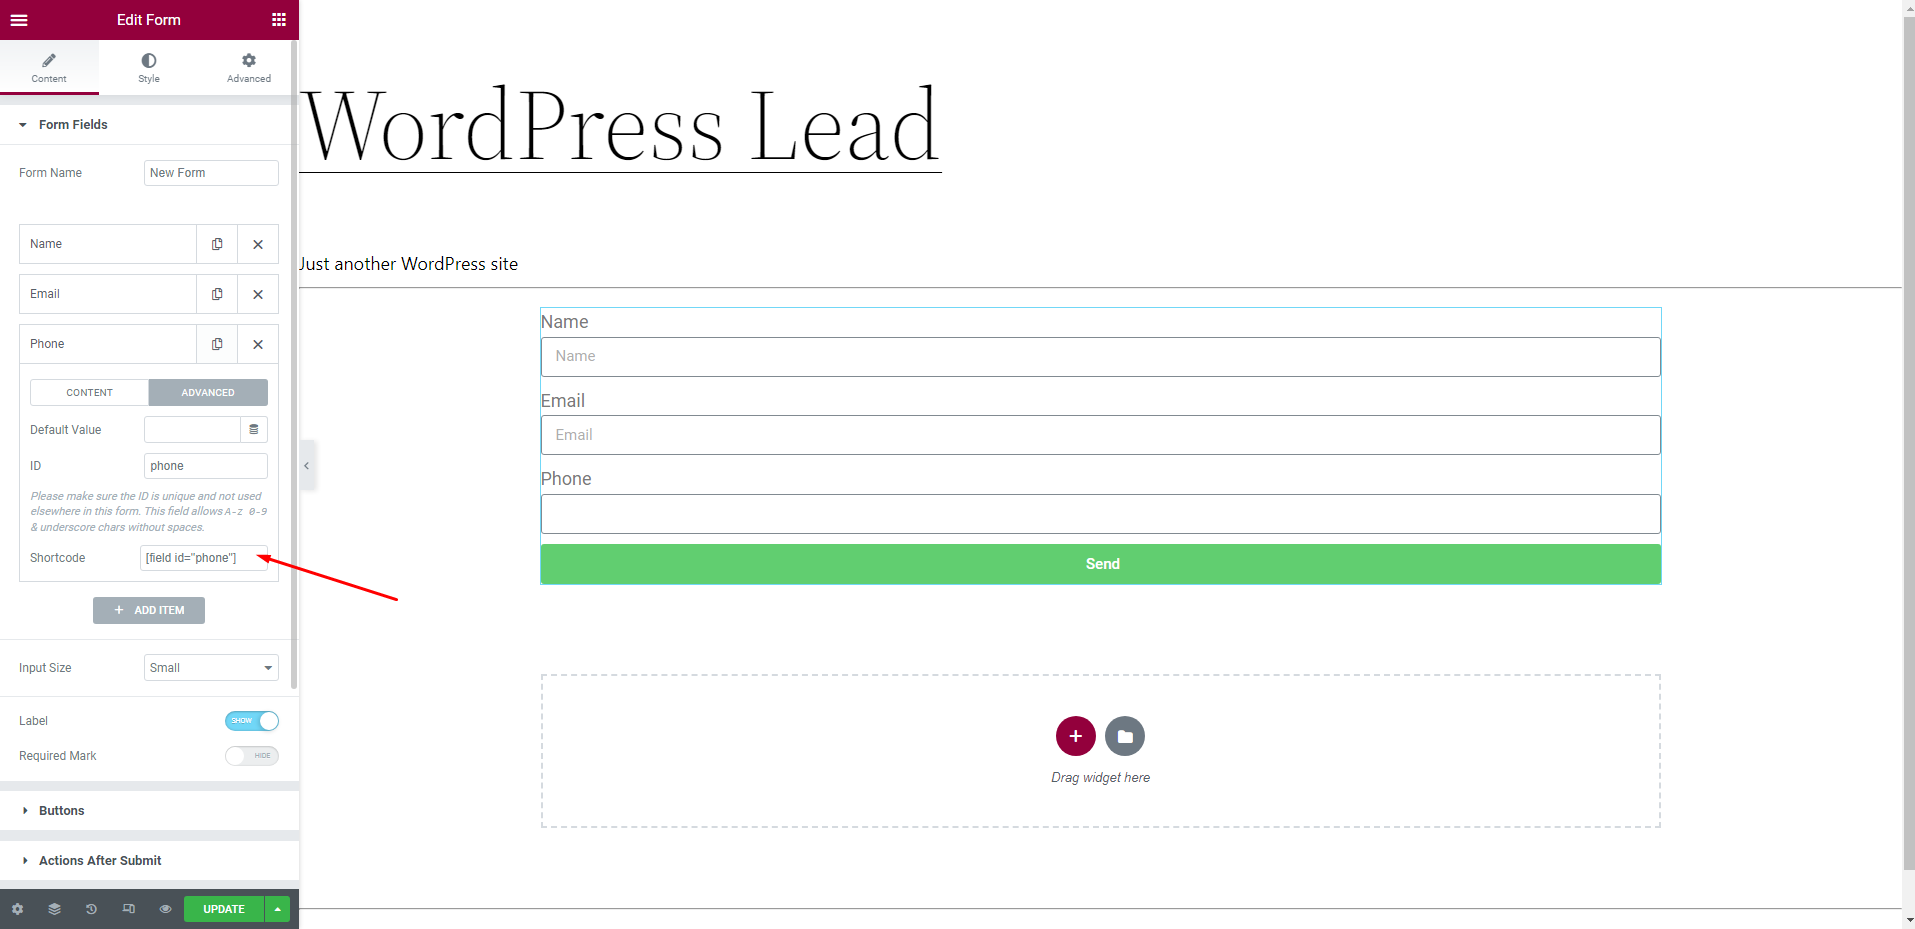 Edit Form
Content
Style
Advanced
Form Fields
Form Name
New Form
Name
Email
Phone
CONTENT
ADVANCED
Default Value
ID
phone
Please make sure the ID is unique and not used
elsewhere in this form. This field allows A-z 0-9
& underscore chars without spaces.
Shortcode
[field id="phone"]
+ ADD ITEM
Input Size
Small
Label
SHOW
Required Mark
HIDE
Buttons
Actions After Submit
UPDATE
WordPress Lead
Just another WordPress site
Name
Name
Email
Email
Phone
Send
Drag widget here